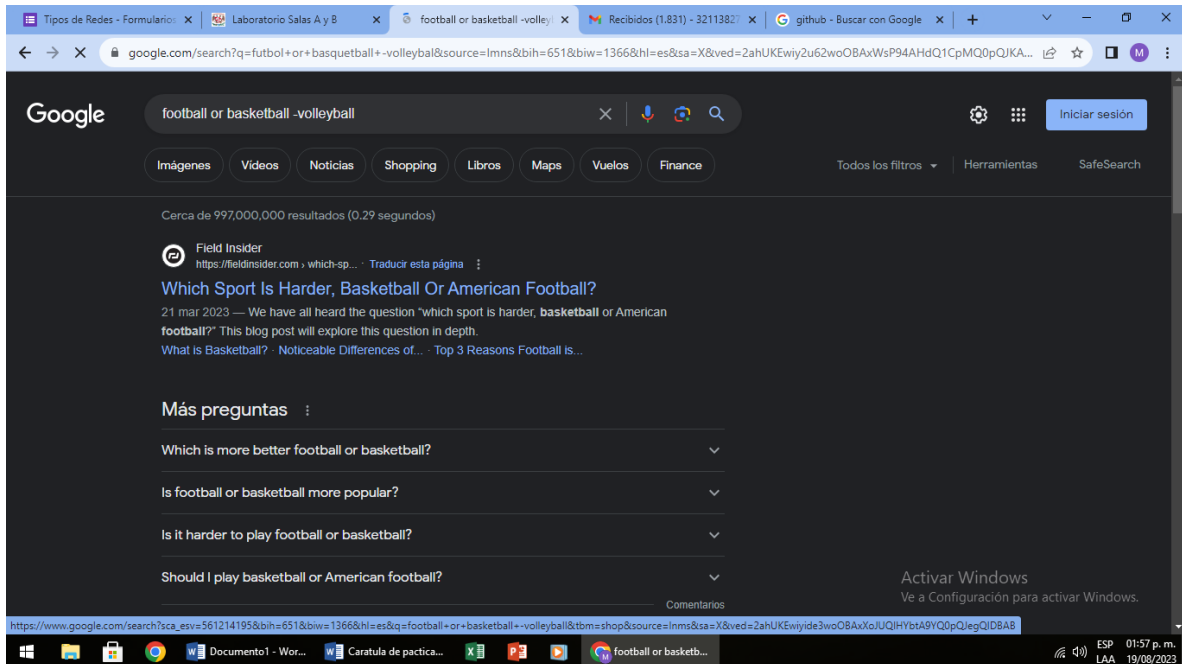 Tipos de Redes - Formularios
Laboratorio Salas A y B
football or basketball -volleyb
Recibidos (1.831) - 32113827
github - Buscar con Google
google.com/search?q=futbol+or+basquetball+-volleybal&source=lmns&bih=651&biw=1366&hl=es&sa=X&ved=2ahUKEwiy2u62woOBAxWsP94AHdQ1CpMQ0pQJKA...
M
Google
football or basketball -volleyball
Iniciar sesión
Imágenes
Vídeos
Noticias
Shopping
Libros
Maps
Vuelos
Finance
Todos los filtros
Herramientas
SafeSearch
Cerca de 997,000,000 resultados (0.29 segundos)
Field Insider
https://fieldinsider.com › which-sp... · Traducir esta página
Which Sport Is Harder, Basketball Or American Football?
21 mar 2023 — We have all heard the question "which sport is harder, basketball or American
football?" This blog post will explore this question in depth.
What is Basketball? · Noticeable Differences of... · Top 3 Reasons Football is...
Más preguntas
Which is more better football or basketball?
Is football or basketball more popular?
Is it harder to play football or basketball?
Should I play basketball or American football?
Comentarios
Activar Windows
Ve a Configuración para activar Windows.
https://www.google.com/search?sca_esv=561214195&bih=651&biw=1366&hl=es&q=football+or+basketball+-volleyball&tbm=shop&source=lnms&sa=X&ved=2ahUKEwiyide3woOBAxXoJUQIHYbtA9YQ0pQJegQIDBAB
Documento1 - Wor...
Caratula de pactica...
football or basketb...
ESP
LAA
01:57 p. m.
19/08/2023